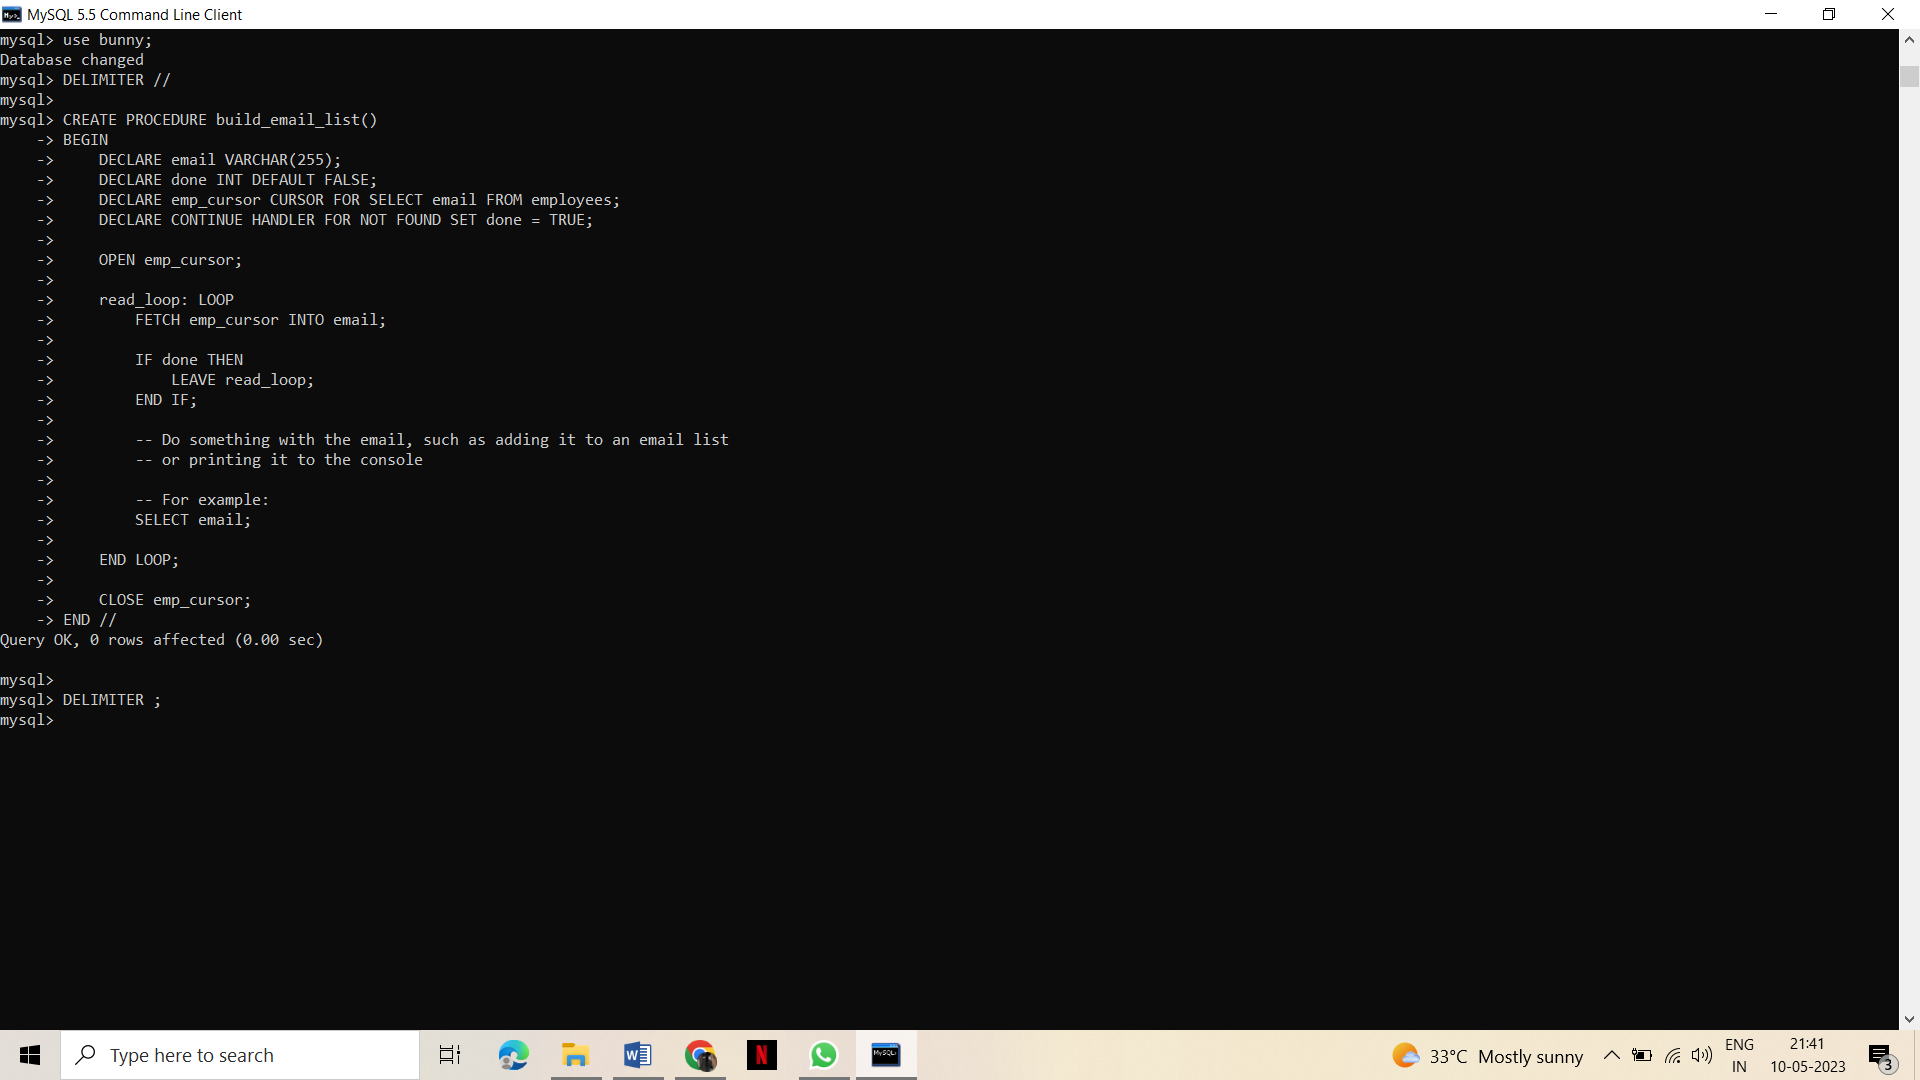 MySQL 5.5 Command Line Client
mysql> use bunny;
Database changed
mysql> DELIMITER //
mysql>
mysql> CREATE PROCEDURE build_email_list()
    -> BEGIN
    ->     DECLARE email VARCHAR(255);
    ->     DECLARE done INT DEFAULT FALSE;
    ->     DECLARE emp_cursor CURSOR FOR SELECT email FROM employees;
    ->     DECLARE CONTINUE HANDLER FOR NOT FOUND SET done = TRUE;
    ->
    ->     OPEN emp_cursor;
    ->
    ->     read_loop: LOOP
    ->         FETCH emp_cursor INTO email;
    ->
    ->         IF done THEN
    ->             LEAVE read_loop;
    ->         END IF;
    ->
    ->         -- Do something with the email, such as adding it to an email list
    ->         -- or printing it to the console
    ->
    ->         -- For example:
    ->         SELECT email;
    ->
    ->     END LOOP;
    ->
    ->     CLOSE emp_cursor;
    -> END //
Query OK, 0 rows affected (0.00 sec)
mysql>
mysql> DELIMITER ;
mysql>
Type here to search
33°C Mostly sunny
ENG
IN
21:41
10-05-2023
3